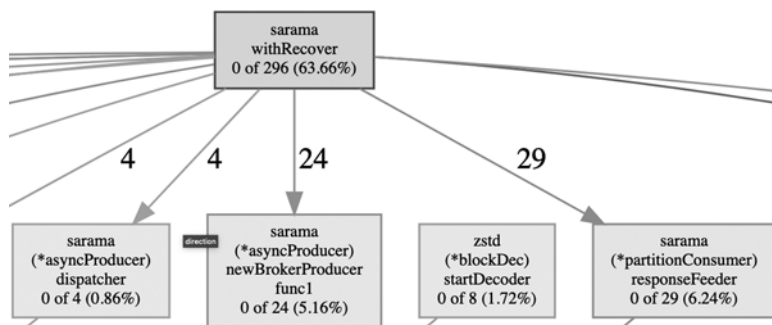 sarama
withRecover
0 of 296 (63.66%)
4
4
24
29
sarama
(*asyncProducer)
dispatcher
0 of 4 (0.86%)
direction
sarama
(*asyncProducer)
newBrokerProducer
func1
0 of 24 (5.16%)
zstd
(*blockDec)
startDecoder
0 of 8 (1.72%)
sarama
(*partitionConsumer)
responseFeeder
0 of 29 (6.24%)